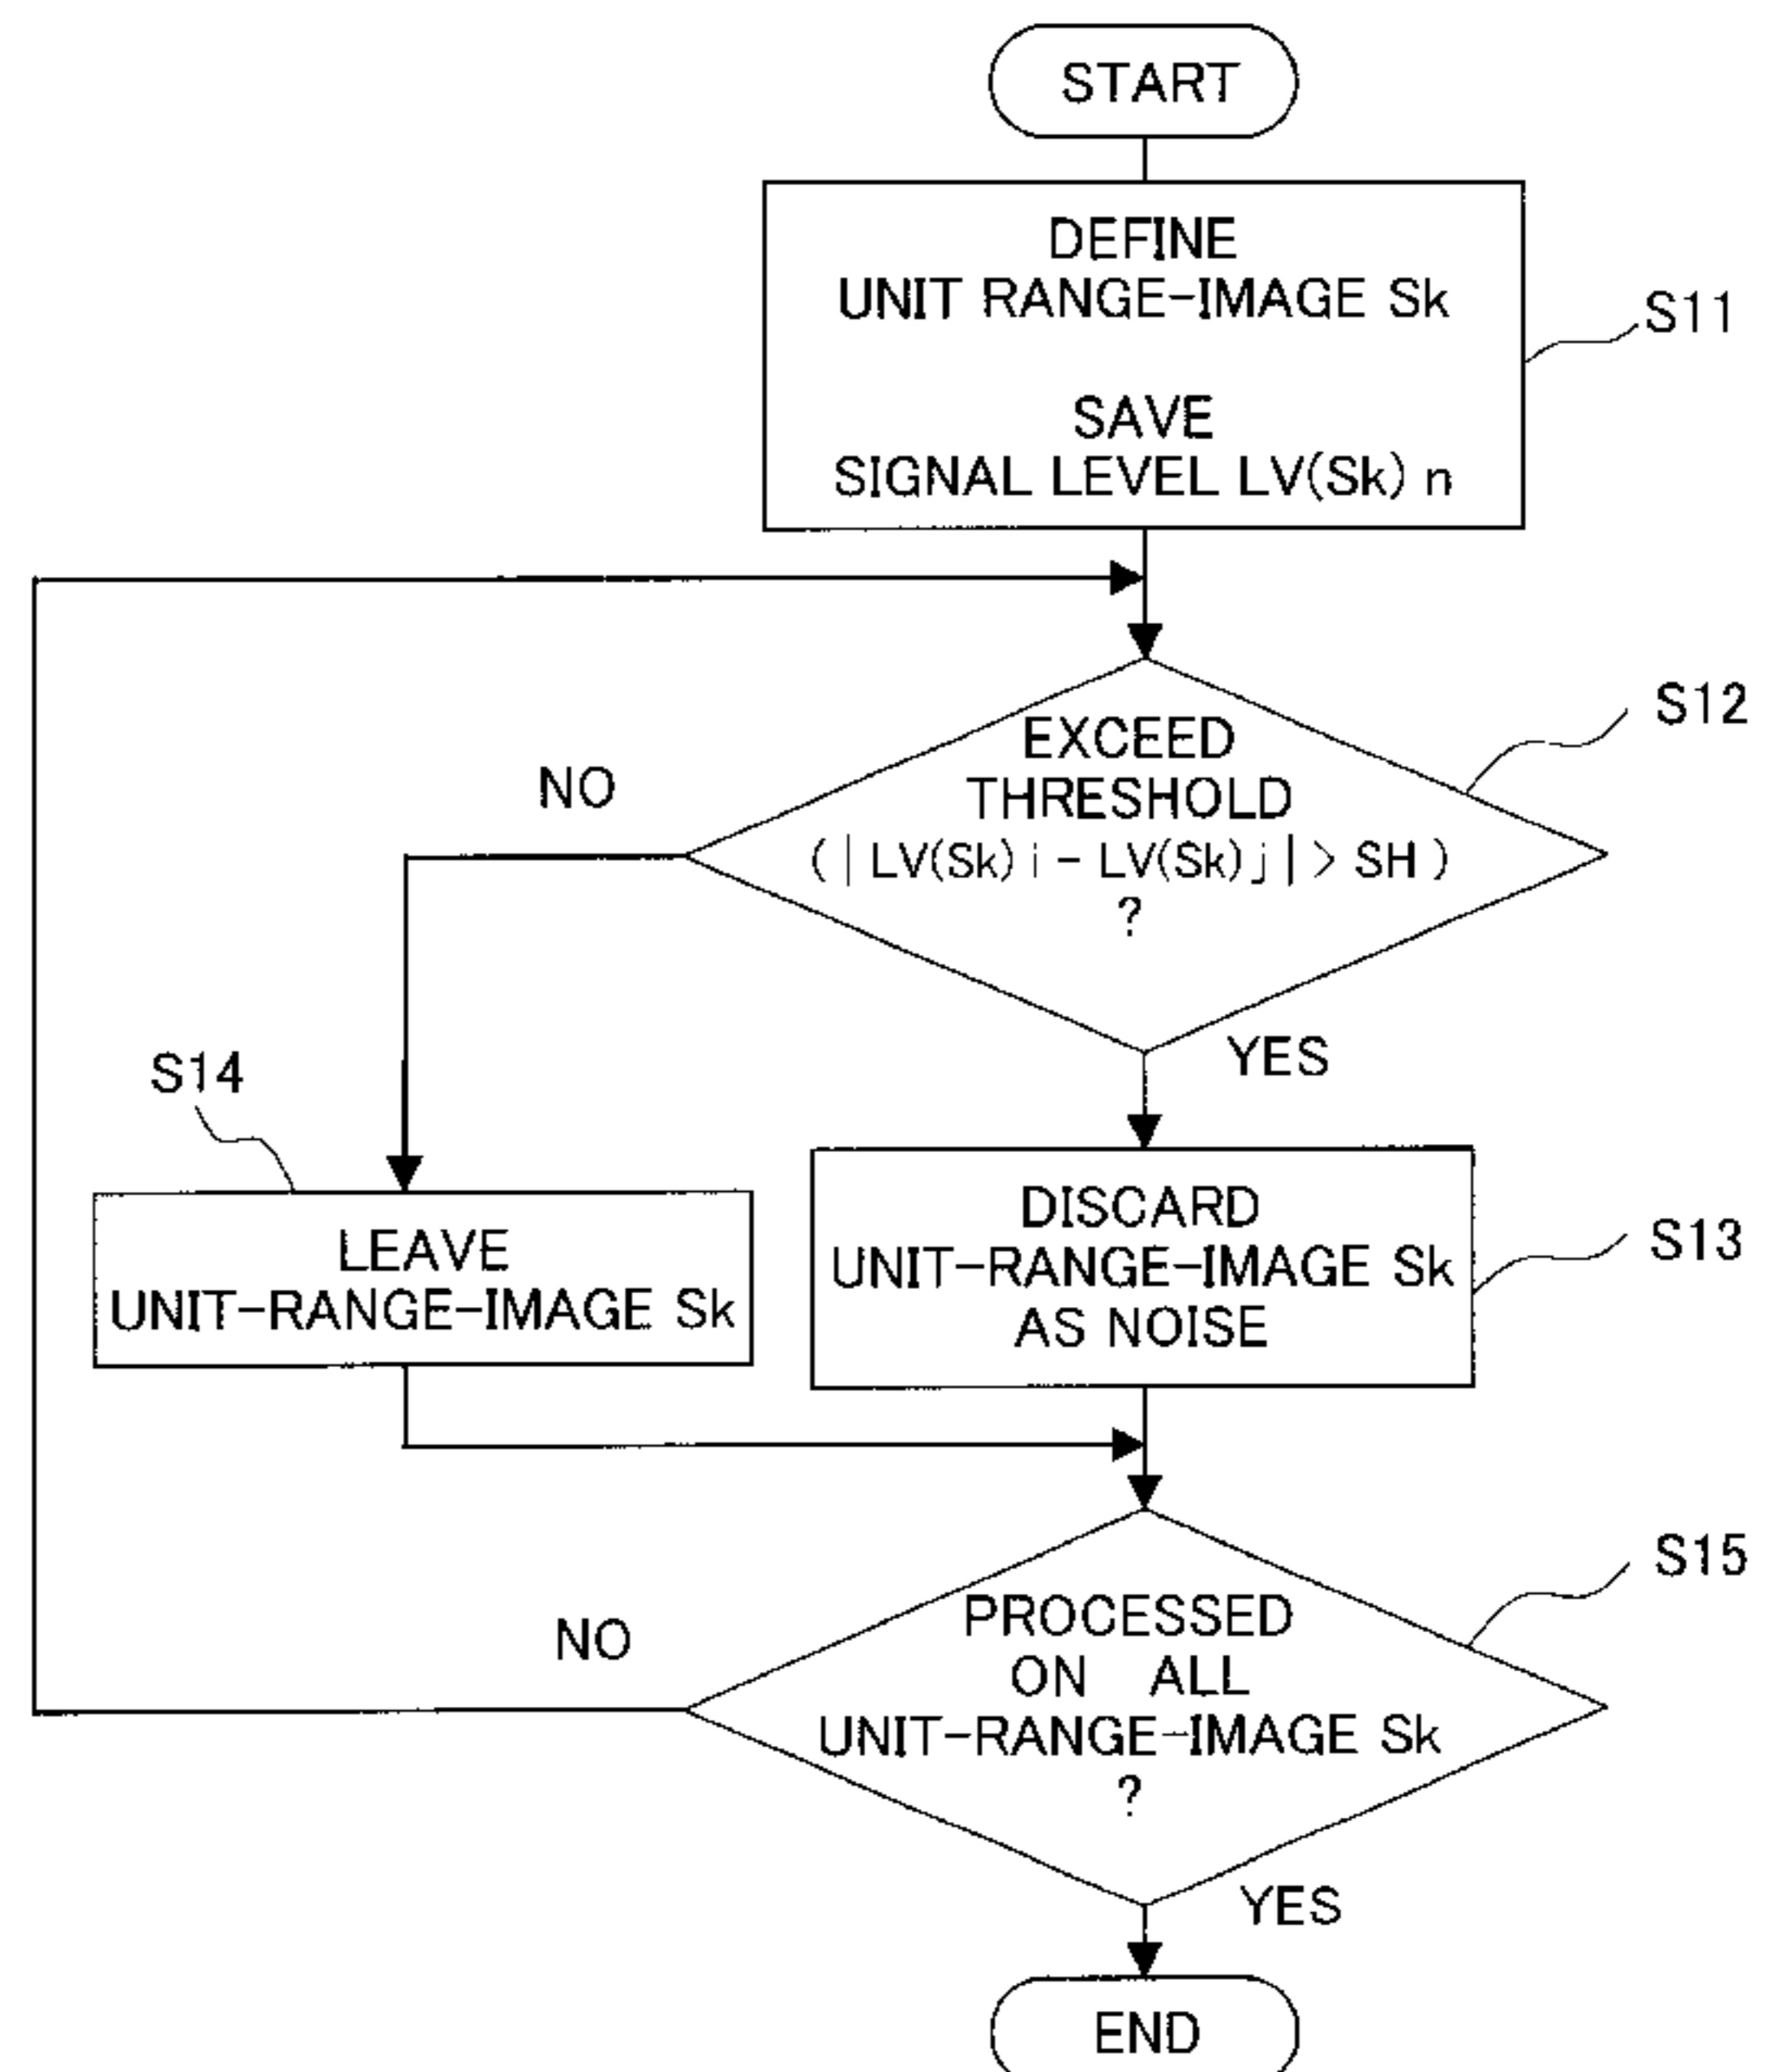 START
DEFINE
UNIT RANGE-IMAGE Sk
SAVE
SIGNAL LEVEL LV(Sk) n
S11
EXCEED
THRESHOLD
( | LV(Sk) i - LV(Sk) j | > SH )
?
S12
NO
YES
S14
LEAVE
UNIT-RANGE-IMAGE Sk
DISCARD
UNIT-RANGE-IMAGE Sk
AS NOISE
S13
PROCESSED
ON ALL
UNIT-RANGE-IMAGE Sk
?
S15
NO
YES
END